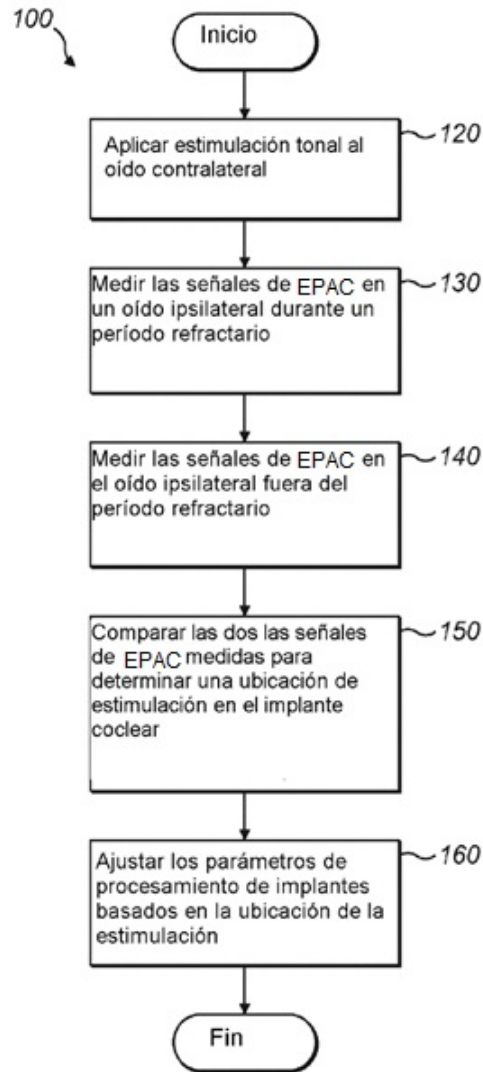 100
Inicio
Aplicar estimulación tonal al
oído contralateral
120
Medir las señales de EPAC en
un oído ipsilateral durante un
período refractario
130
Medir las señales de EPAC en
el oído ipsilateral fuera del
período refractario
140
Comparar las dos las señales
de EPAC medidas para
determinar una ubicación de
estimulación en el implante
coclear
150
Ajustar los parámetros de
procesamiento de implantes
basados en la ubicación de la
estimulación
160
Fin